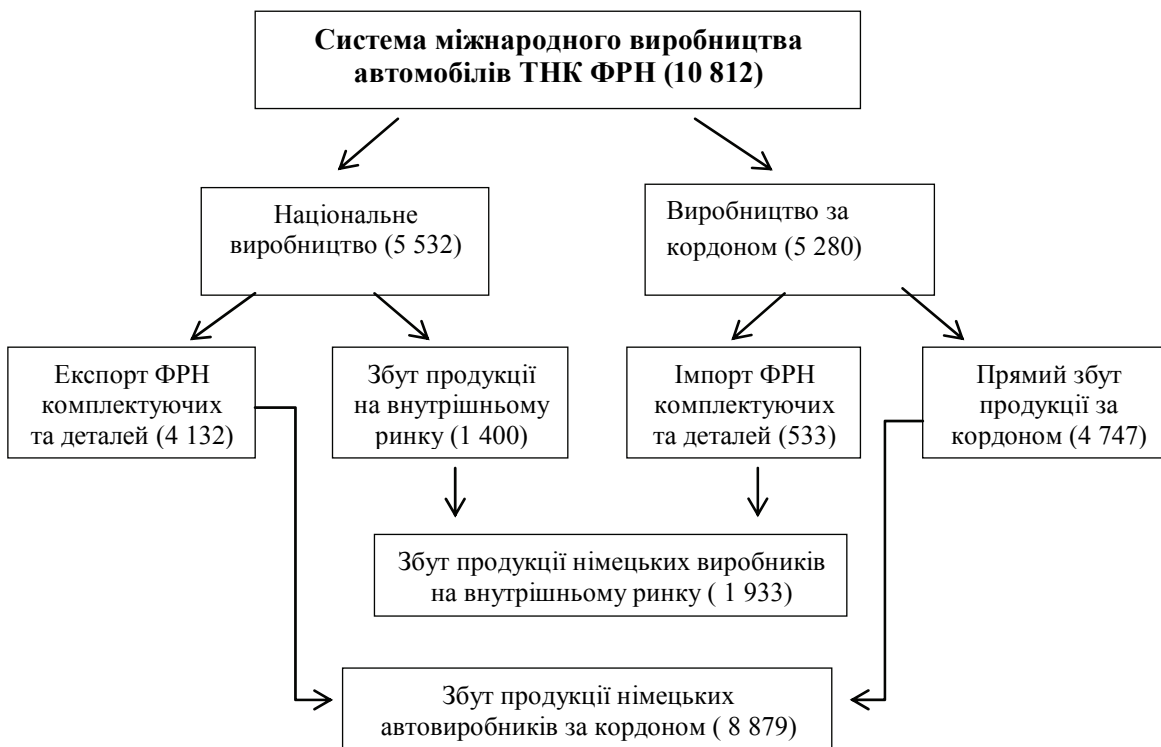 Система міжнародного виробництва
автомобілів ТНК ФРН (10 812)
Національне
виробництво (5 532)
Виробництво за
кордоном (5 280)
Експорт ФРН
комплектуючих
та деталей (4 132)
Збут продукції
на внутрішньому
ринку (1 400)
Імпорт ФРН
комплектуючих
та деталей (533)
Прямий збут
продукції за
кордоном (4 747)
Збут продукції німецьких виробників
на внутрішньому ринку ( 1 933)
Збут продукції німецьких
автовиробників за кордоном ( 8 879)